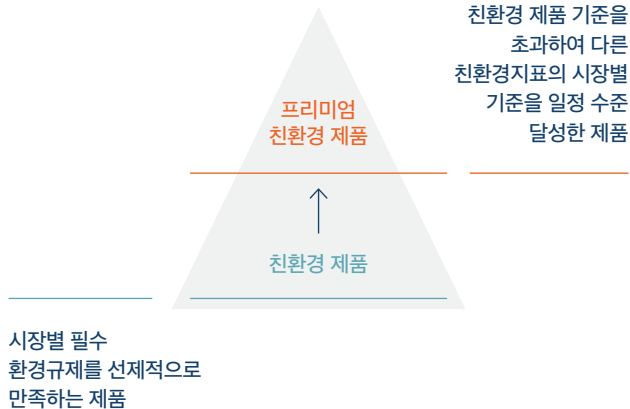 친환경 제품 기준을
초과하여 다른
친환경지표의 시장별
기준을 일정 수준
달성한 제품
프리미엄
친환경 제품
친환경 제품
시장별 필수
환경규제를 선제적으로
만족하는 제품